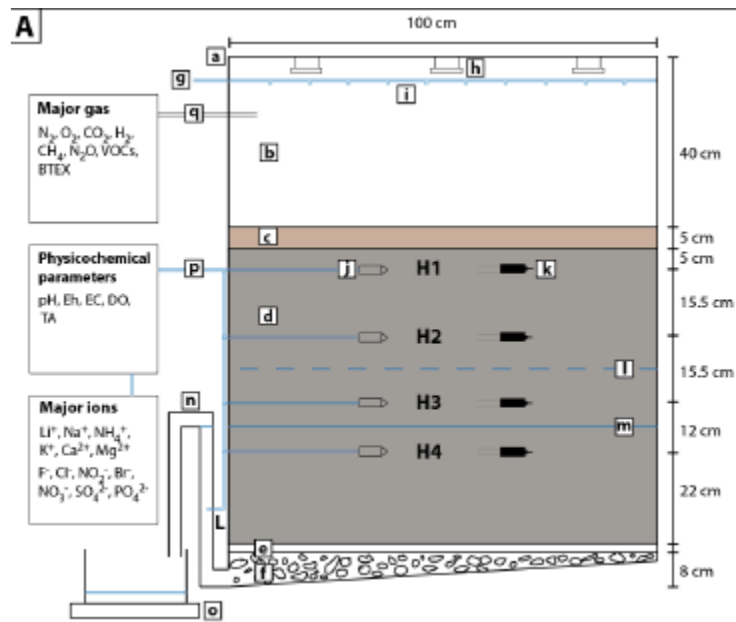 A
100 cm
a
h
g
i
Major gas
N2, O2, CO2, H2,
CH4, N2O, VOCs,
BTEX
q
b
40 cm
c
5 cm
Physicochemical
parameters
pH, Eh, EC, DO,
TA
p
j
H1
k
5 cm
15.5 cm
d
H2
l
15.5 cm
Major ions
Li+, Na+, NH4+,
K+, Ca2+, Mg2+
F-, Cl-, NO2-, Br-,
NO3-, SO42-, PO42-
n
H3
m
12 cm
H4
22 cm
L
e
f
8 cm
o